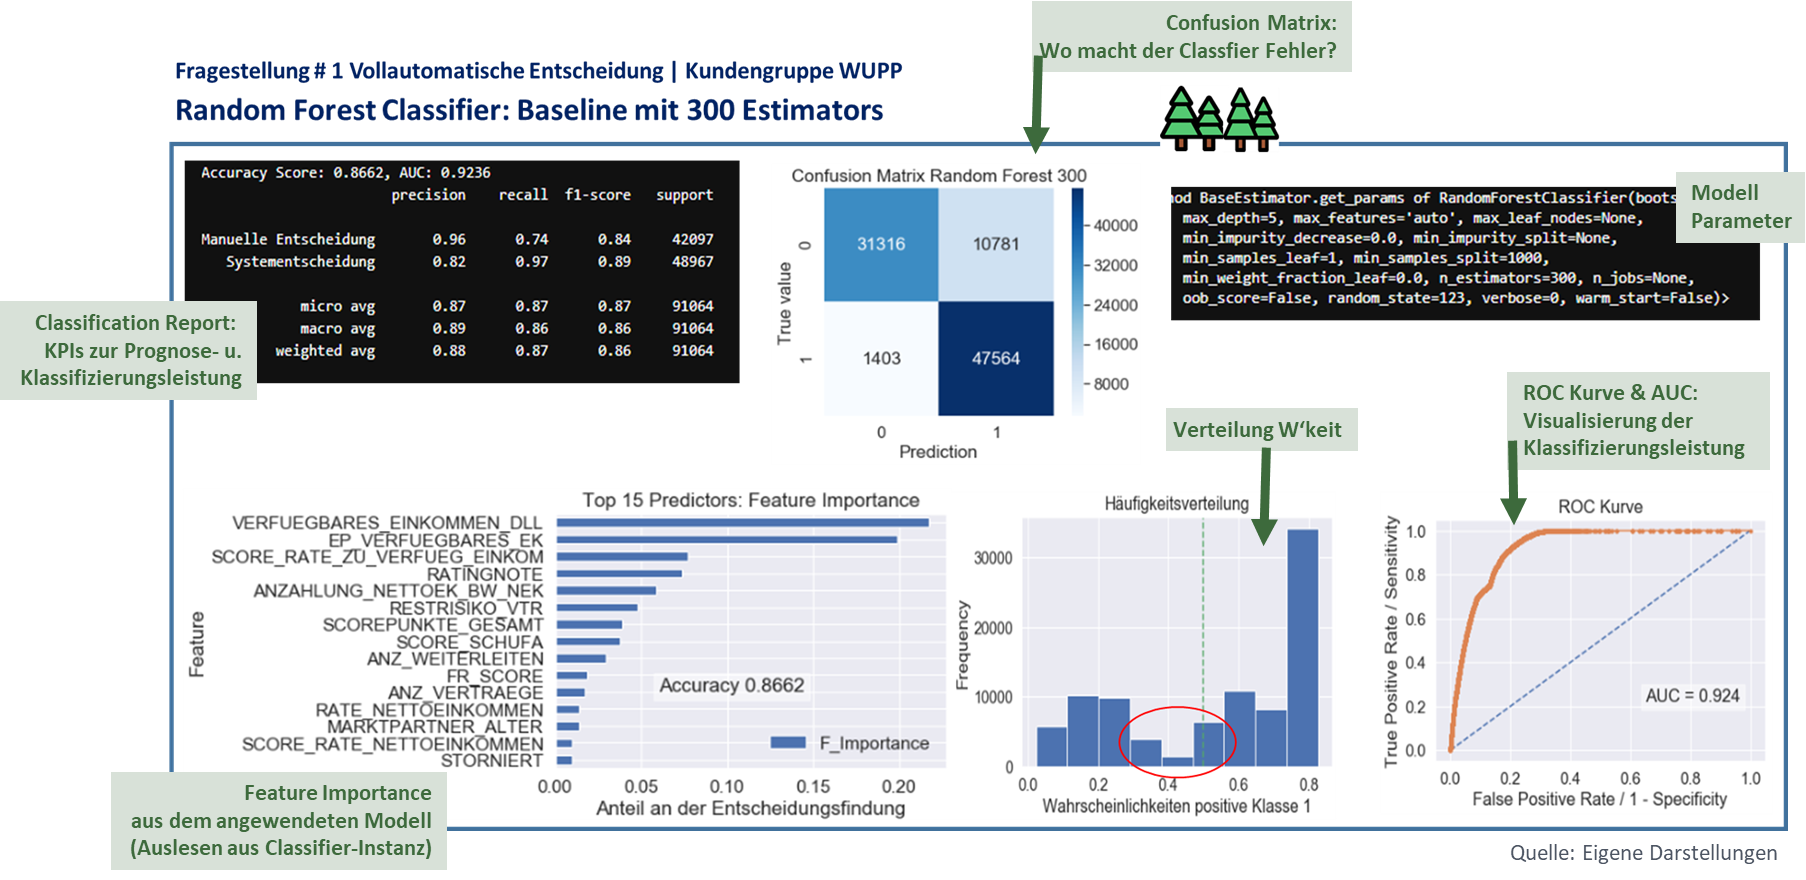 Confusion Matrix:
Wo macht der Classfier Fehler?
Fragestellung # 1 Vollautomatische Entscheidung | Kundengruppe WUPP
Random Forest Classifier: Baseline mit 300 Estimators
Accuracy Score: 0.8662, AUC: 0.9236
precision recall f1-score support
Manuelle Entscheidung 0.96 0.74 0.84 42097
Systementscheidung 0.82 0.97 0.89 48967
micro avg 0.87 0.87 0.87 91064
macro avg 0.89 0.86 0.86 91064
weighted avg 0.88 0.87 0.86 91064
Classification Report:
KPIs zur Prognose- u.
Klassifizierungsleistung
Confusion Matrix Random Forest 300
True value
0
1
31316 10781
1403 47564
0 1
Prediction
40000
32000
24000
16000
8000
od BaseEstimator.get_params of RandomForestClassifier(boots
max_depth=5, max_features='auto', max_leaf_nodes=None,
min_impurity_decrease=0.0, min_impurity_split=None,
min_samples_leaf=1, min_samples_split=1000,
min_weight_fraction_leaf=0.0, n_estimators=300, n_jobs=None,
oob_score=False, random_state=123, verbose=0, warm_start=False)>
Modell
Parameter
Verteilung W'keit
ROC Kurve & AUC:
Visualisierung der
Klassifizierungsleistung
Top 15 Predictors: Feature Importance
Feature
VERFUEGBARES_EINKOMMEN_DLL
EP_VERFUEGBARES_EK
SCORE_RATE_ZU_VERFUEG_EINKOM
RATINGNOTE
ANZAHLUNG_NETTOEK_BW_NEK
RESTRISIKO_VTR
SCOREPUNKTE_GESAMT
SCORE_SCHUFA
ANZ_WEITERLEITEN
FR_SCORE
ANZ_VERTRAEGE
RATE_NETTOEINKOMMEN
MARKTPARTNER_ALTER
SCORE_RATE_NETTOEINKOMMEN
STORNIERT
Accuracy 0.8662
F_Importance
0.00 0.05 0.10 0.15 0.20
Anteil an der Entscheidungsfindung
Feature Importance
aus dem angewendeten Modell
(Auslesen aus Classifier-Instanz)
Häufigkeitsverteilung
Frequency
30000
20000
10000
0
0.0 0.2 0.4 0.6 0.8
Wahrscheinlichkeiten positive Klasse 1
ROC Kurve
True Positive Rate / Sensitivity
1.0
0.8
0.6
0.4
0.2
0.0
AUC = 0.924
0.0 0.2 0.4 0.6 0.8 1.0
False Positive Rate / 1 - Specificity
Quelle: Eigene Darstellungen